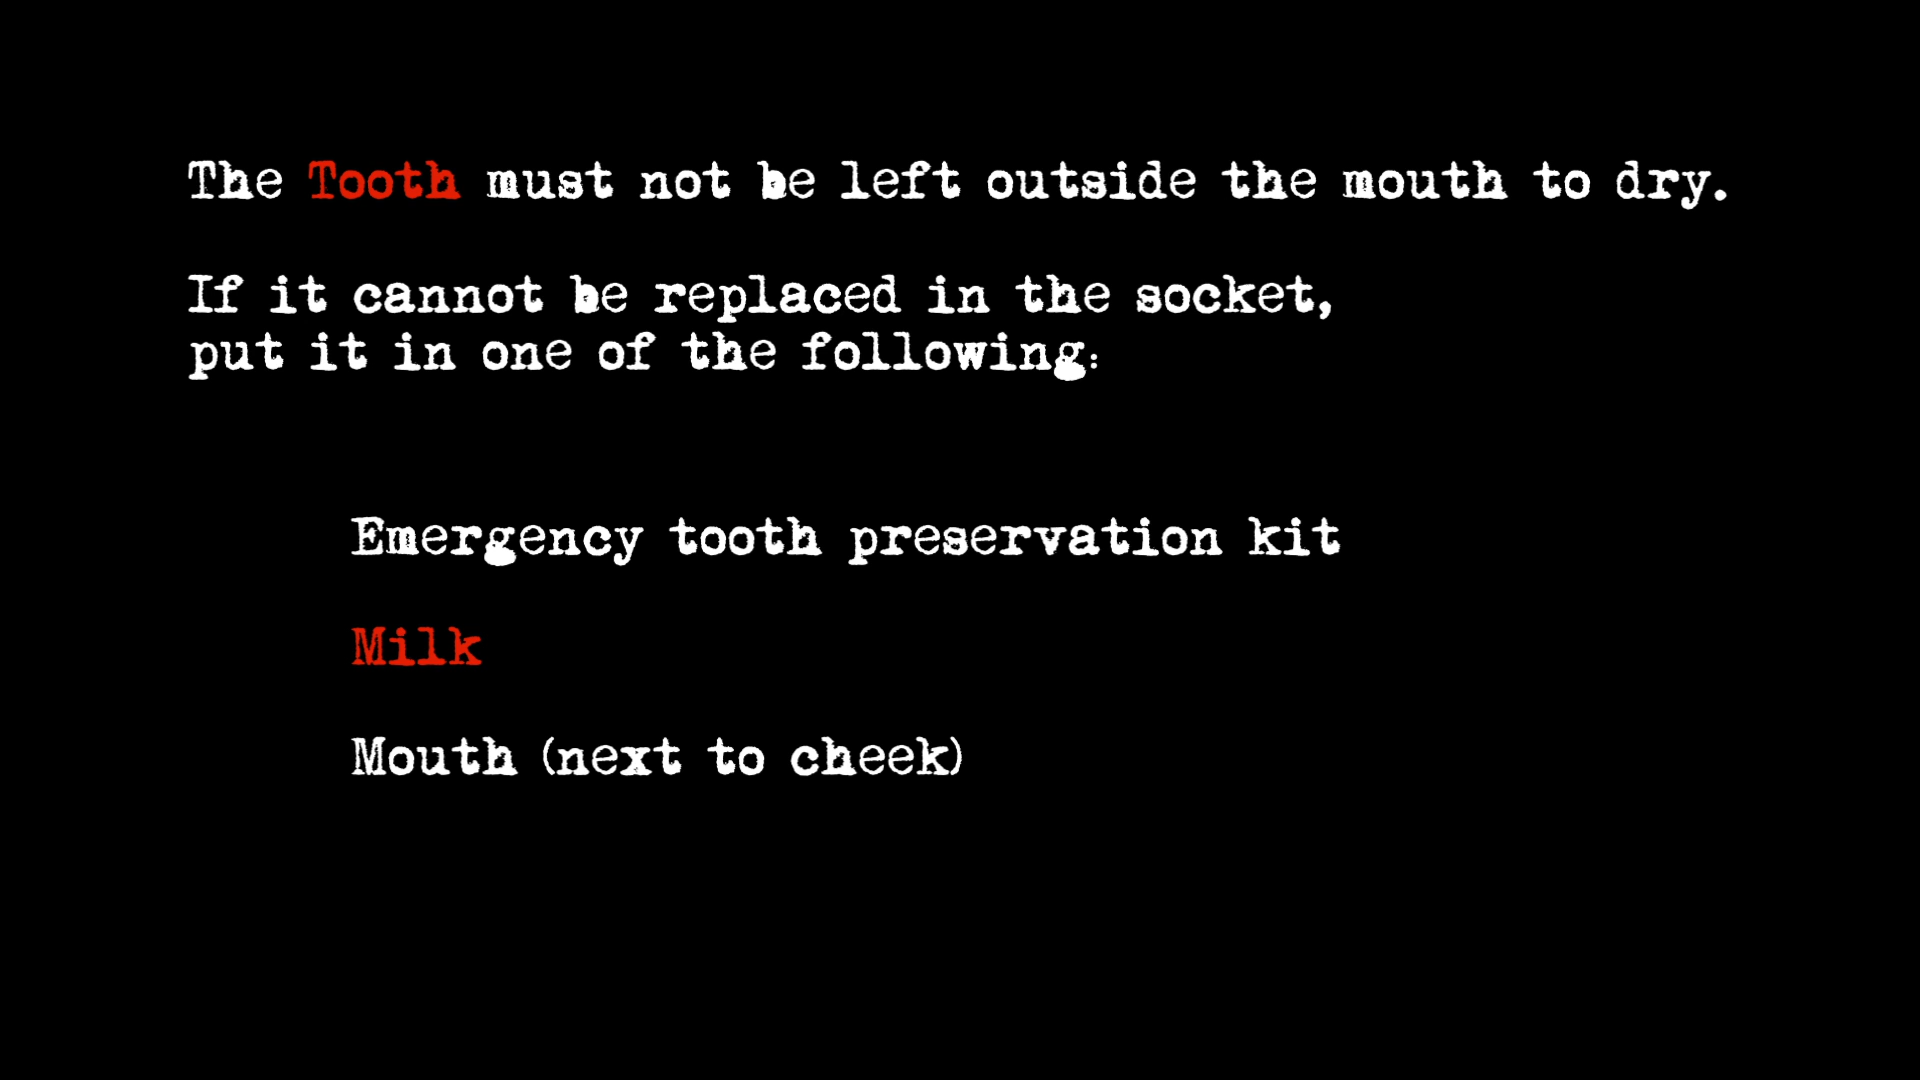 The Tooth must not be left outside the mouth to dry.
If it cannot be replaced in the socket,
put it in one of the following:
Emergency tooth preservation kit
Milk
Mouth (next to cheek)